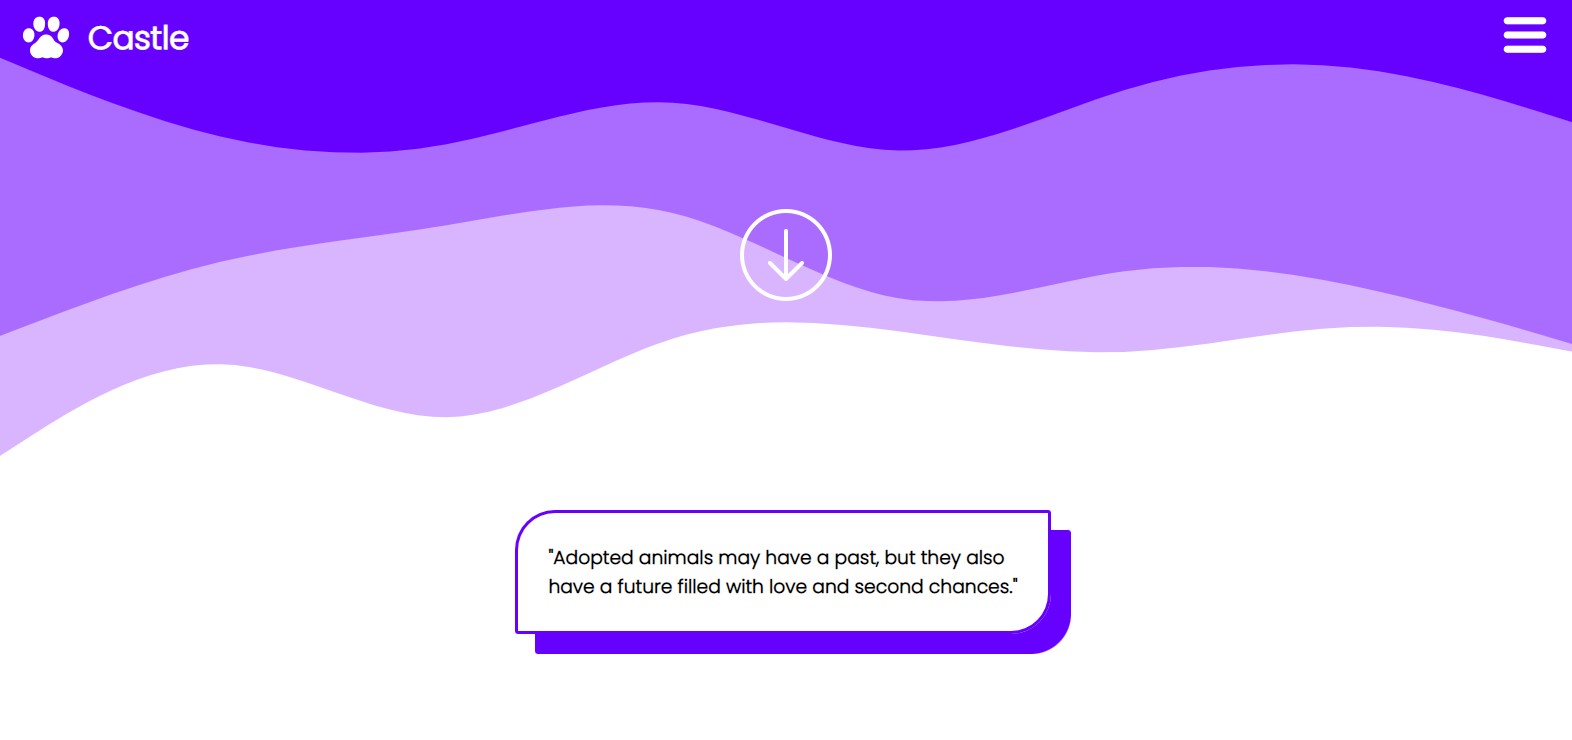 Castle
"Adopted animals may have a past, but they also
have a future filled with love and second chances."